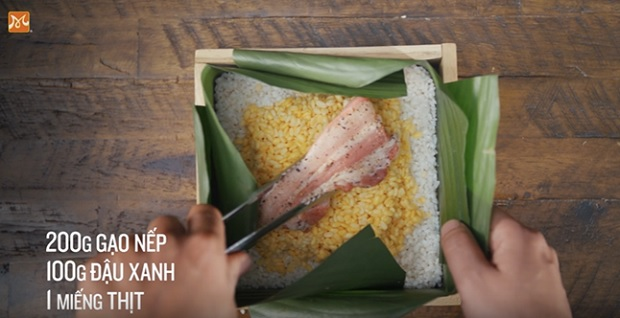 200G GẠO NẾP
100G ĐẬU XANH
1 MIẾNG THỊT